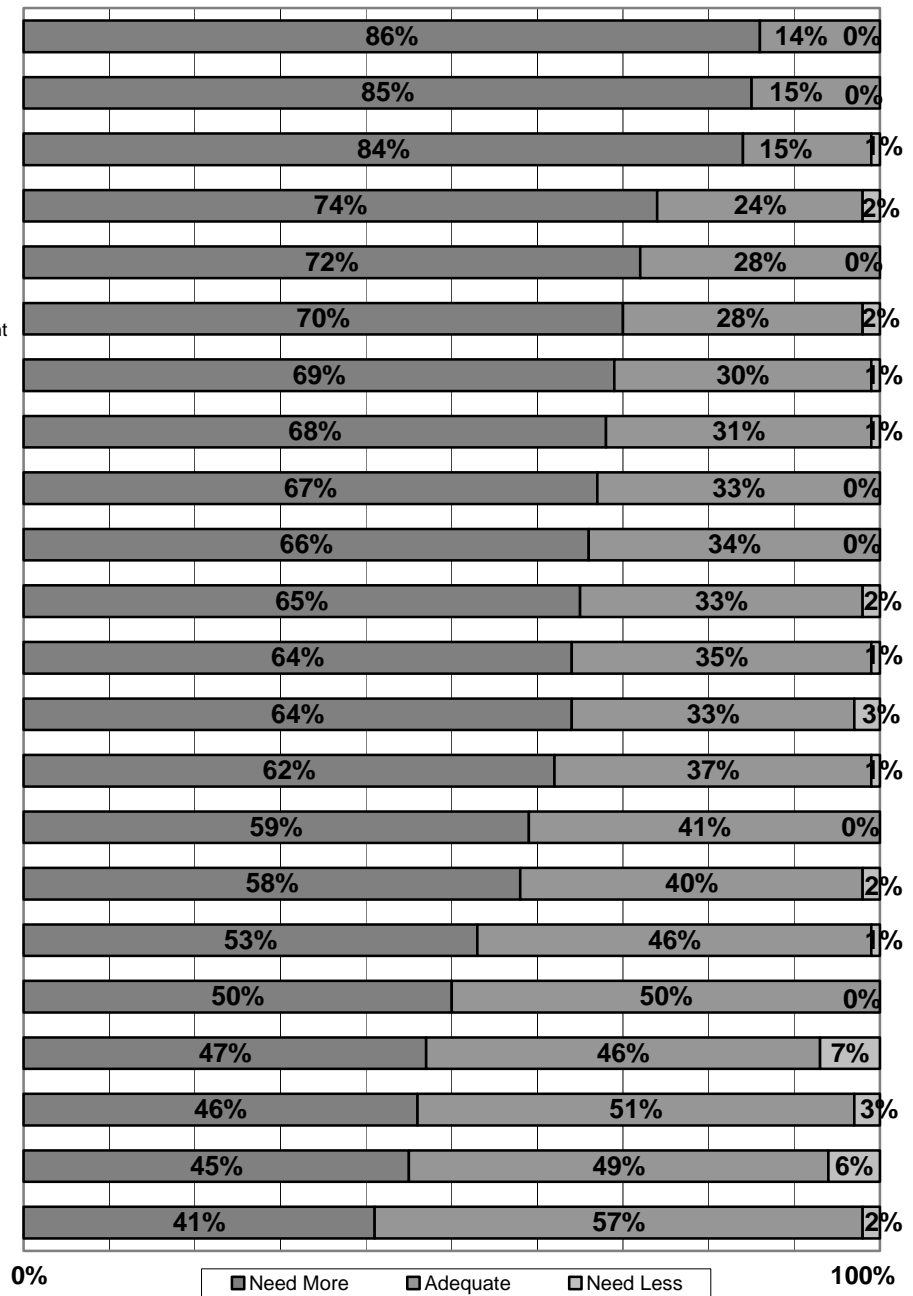 86% 14% 0%
85% 15% 0%
84% 15% 1%
74% 24% 2%
72% 28% 0%
70% 28% 2%
nt
69% 30% 1%
68% 31% 1%
67% 33% 0%
66% 34% 0%
65% 33% 2%
64% 35% 1%
64% 33% 3%
62% 37% 1%
59% 41% 0%
58% 40% 2%
53% 46% 1%
50% 50% 0%
47% 46% 7%
46% 51% 3%
45% 49% 6%
41% 57% 2%
0% 100%
Need More Adequate Need Less